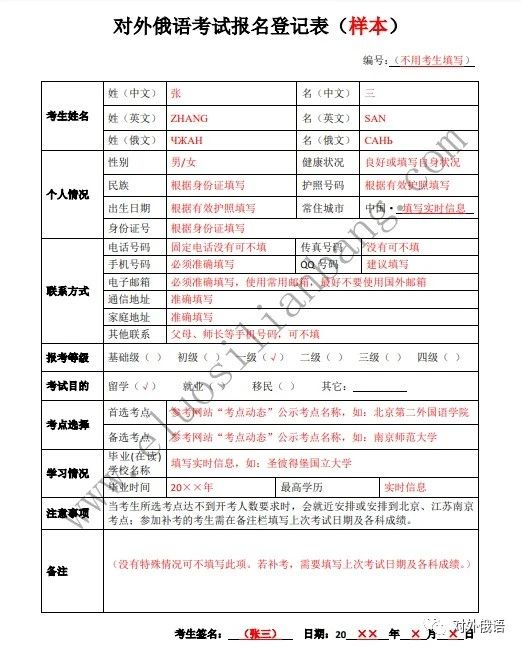 对外俄语考试报名登记表（样本）
编号：（不用考生填写）
考生姓名
姓（中文） 张 名（中文） 三
姓（英文） ZHANG 名（英文） SAN
姓（俄文） ЧЖАН 名（俄文） САНЬ
个人情况
性别 男/女 健康状况 良好或填写自身状况
民族 根据身份证填写 护照号码 根据有效护照填写
出生日期 根据有效护照填写 常住城市 中国·填写实时信息
身份证号 根据有效身份证填写
联系方式
电话号码 固定电话没有可不填 传真号码 没有可不填
手机号码 必须准确填写 QQ 号码 建议填写
电子邮箱 必须准确填写，使用常用邮箱，最好不要使用国外邮箱
通信地址 准确填写
家庭地址 准确填写
其他联系 父母、师长等手机号码，可不填
报考等级 基础级（ ） 初级（ ） 一级（√） 二级（ ） 三级（ ） 四级（ ）
考试目的 留学（√） 就业（ ） 移民（ ） 其它：
考点选择
首选考点 参考网站“考点动态”公示考点名称，如：北京第二外国语学院
备选考点 参考网站“考点动态”公示考点名称，如：南京师范大学
学习情况
毕业(在读)
学校名称 填写实时信息，如：圣彼得堡国立大学
毕业时间 20××年 最高学历 实时信息
注意事项
当考生所选考点达不到开考人数要求时，会就近安排或安排到北京、江苏南京
考点；参加补考的考生需在备注栏填写上次考试日期及各科成绩。
备注
（没有特殊情况可不填写此项。若补考，需要填写上次考试日期及各科成绩。）
考生签名：（张三） 日期：20 ×× 年 × 月 × 日
www.eluosilianbang.com
对外俄语